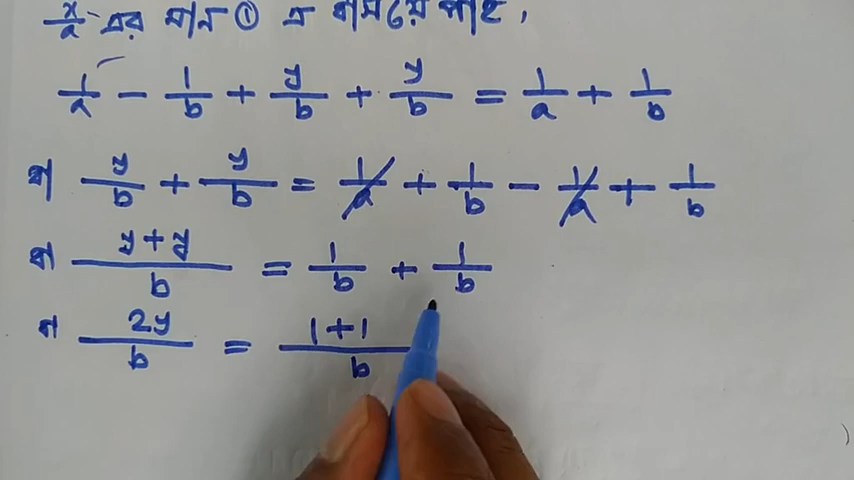 x/a এর মান ① এ বসিয়ে পাই,
1/a - 1/b + y/b + y/b = 1/a + 1/b
বা y/b + y/b = 1/a + 1/b - 1/a + 1/b
বা y+y/b = 1/b + 1/b
বা 2y/b = 1+1/b